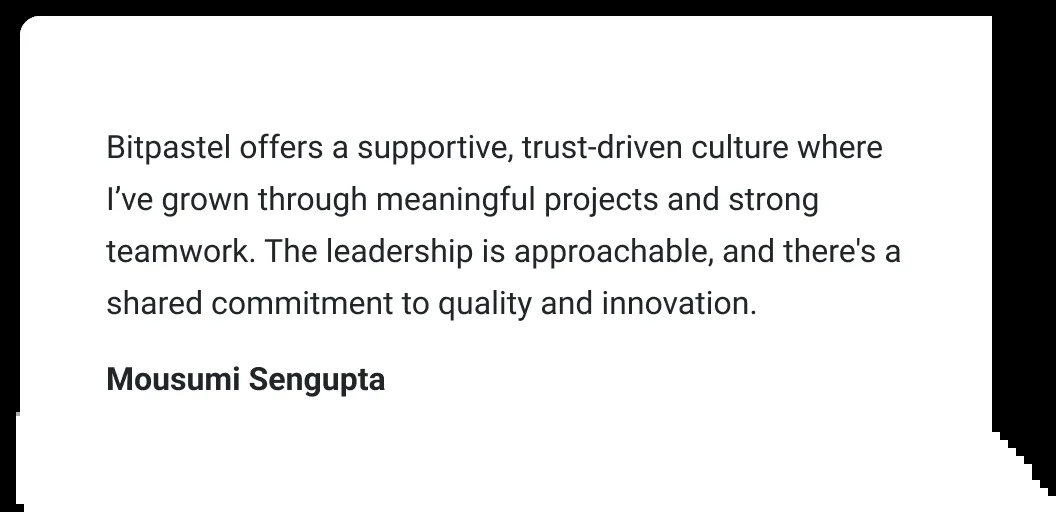 Bitpastel offers a supportive, trust-driven culture where
I’ve grown through meaningful projects and strong
teamwork. The leadership is approachable, and there's a
shared commitment to quality and innovation.
Mousumi Sengupta